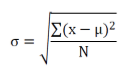 σ = √(∑(x − μ)² / N)